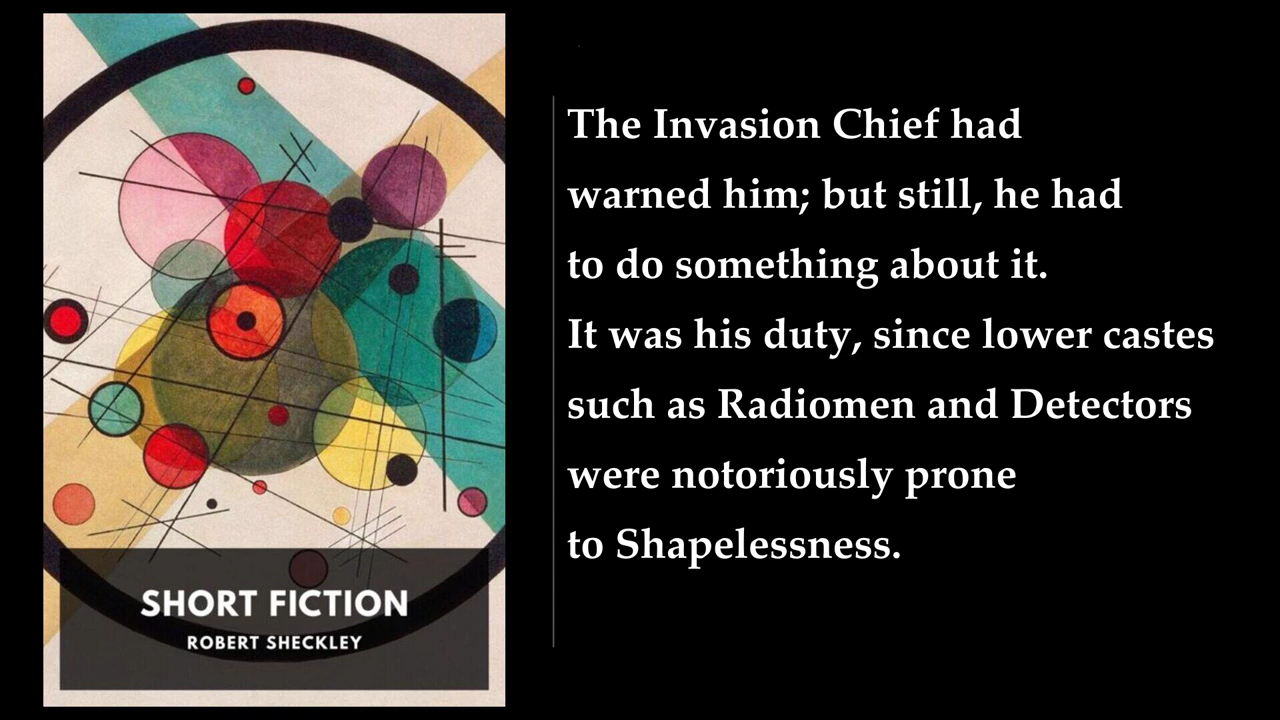 SHORT FICTION
ROBERT SHECKLEY
The Invasion Chief had
warned him; but still, he had
to do something about it.
It was his duty, since lower castes
such as Radiomen and Detectors
were notoriously prone
to Shapelessness.